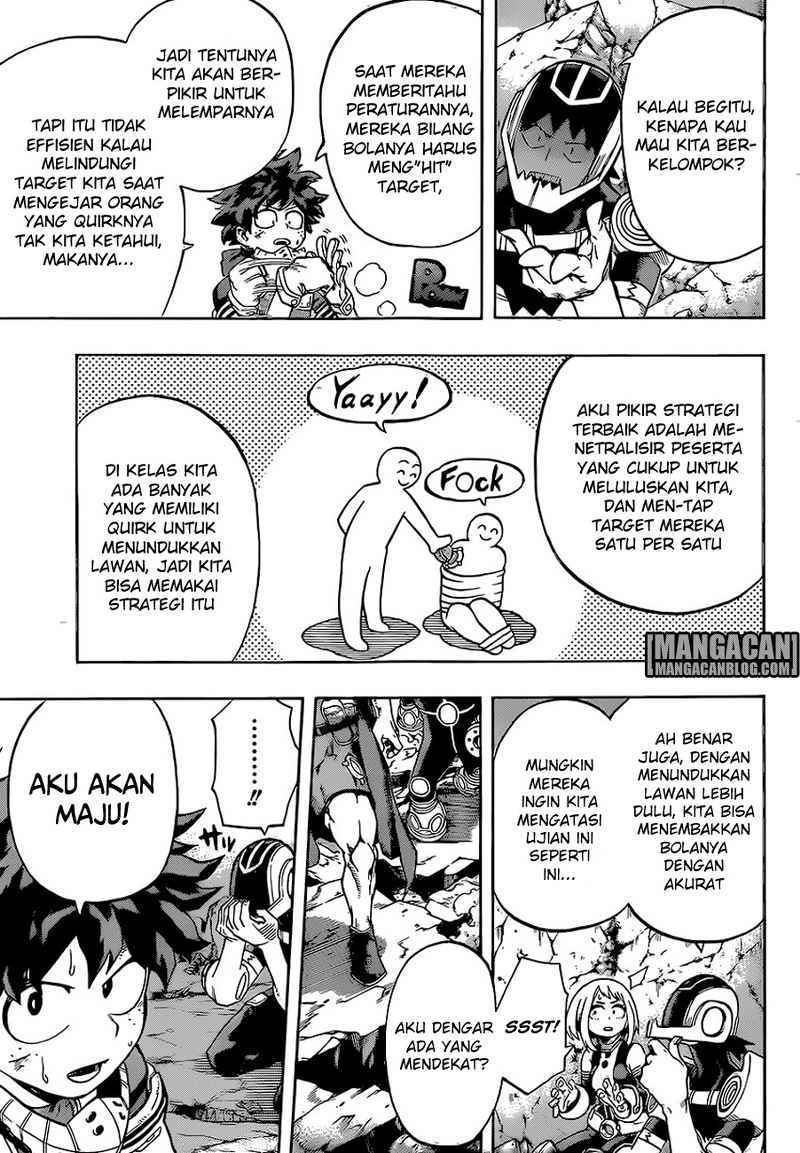 KALAU BEGITU,
KENAPA KAU
MAU KITA BER-
KELOMPOK?
SAAT MEREKA
MEMBERITAHU
PERATURANNYA,
MEREKA BILANG
BOLANYA HARUS
MENG"HIT"
TARGET,
JADI TENTUNYA
KITA AKAN BER-
PIKIR UNTUK
MELEMPARNYA
TAPI ITU TIDAK
EFFISIEN KALAU
MELINDUNGI
TARGET KITA SAAT
MENGEJAR ORANG
YANG QUIRKNYA
TAK KITA KETAHUI,
MAKANYA...
AKU PIKIR STRATEGI
TERBAIK ADALAH ME-
NETRALISIR PESERTA
YANG CUKUP UNTUK
MELULUSKAN KITA,
DAN MEN-TAP
TARGET MEREKA
SATU PER SATU
Yaayy!
FOck
DI KELAS KITA
ADA BANYAK
YANG MEMILIKI
QUIRK UNTUK
MENUNDUKKAN
LAWAN, JADI KITA
BISA MEMAKAI
STRATEGI ITU
MANGACAN
MANGACANBLOG.COM
AH BENAR
JUGA, DENGAN
MENUNDUKKAN
LAWAN LEBIH
DULU, KITA BISA
MENEMBAKKAN
BOLANYA
DENGAN
AKURAT
MUNGKIN
MEREKA
INGIN KITA
MENGATASI
UJIAN INI
SEPERTI
INI...
SSST!
AKU DENGAR
ADA YANG
MENDEKAT?
........!!
AKU AKAN
MAJU!